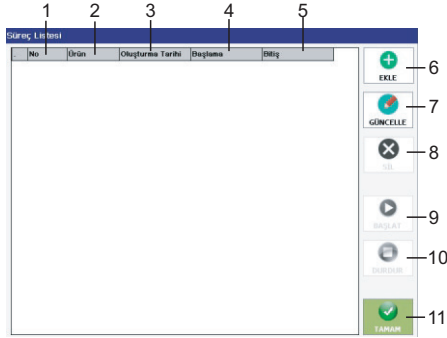 1 2 3 4 5
Süreç Listesi
. No Ürün Oluşturma Tarihi Başlama Bitiş
EKLE 6
GÜNCELLE 7
SİL 8
BAŞLAT 9
DURDUR 10
TAMAM 11